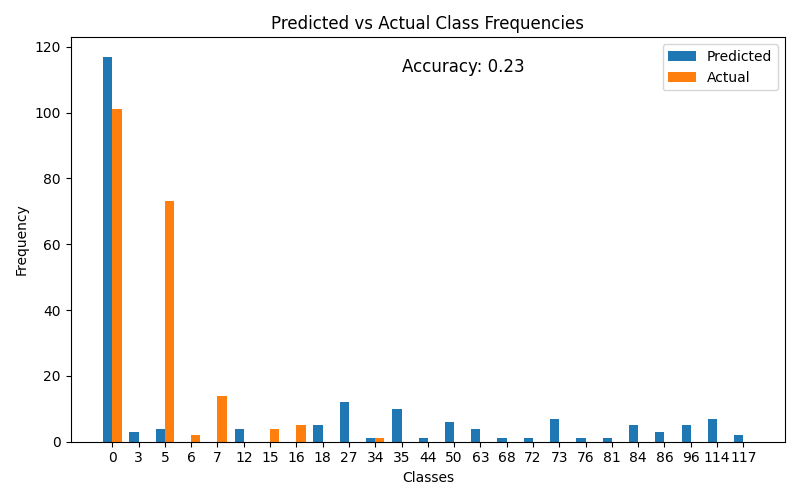 Predicted vs Actual Class Frequencies
Accuracy: 0.23
Predicted
Actual
Frequency
120
100
80
60
40
20
0
0 3 5 6 7 12 15 16 18 27 34 35 44 50 63 68 72 73 76 81 84 86 96 114 117
Classes